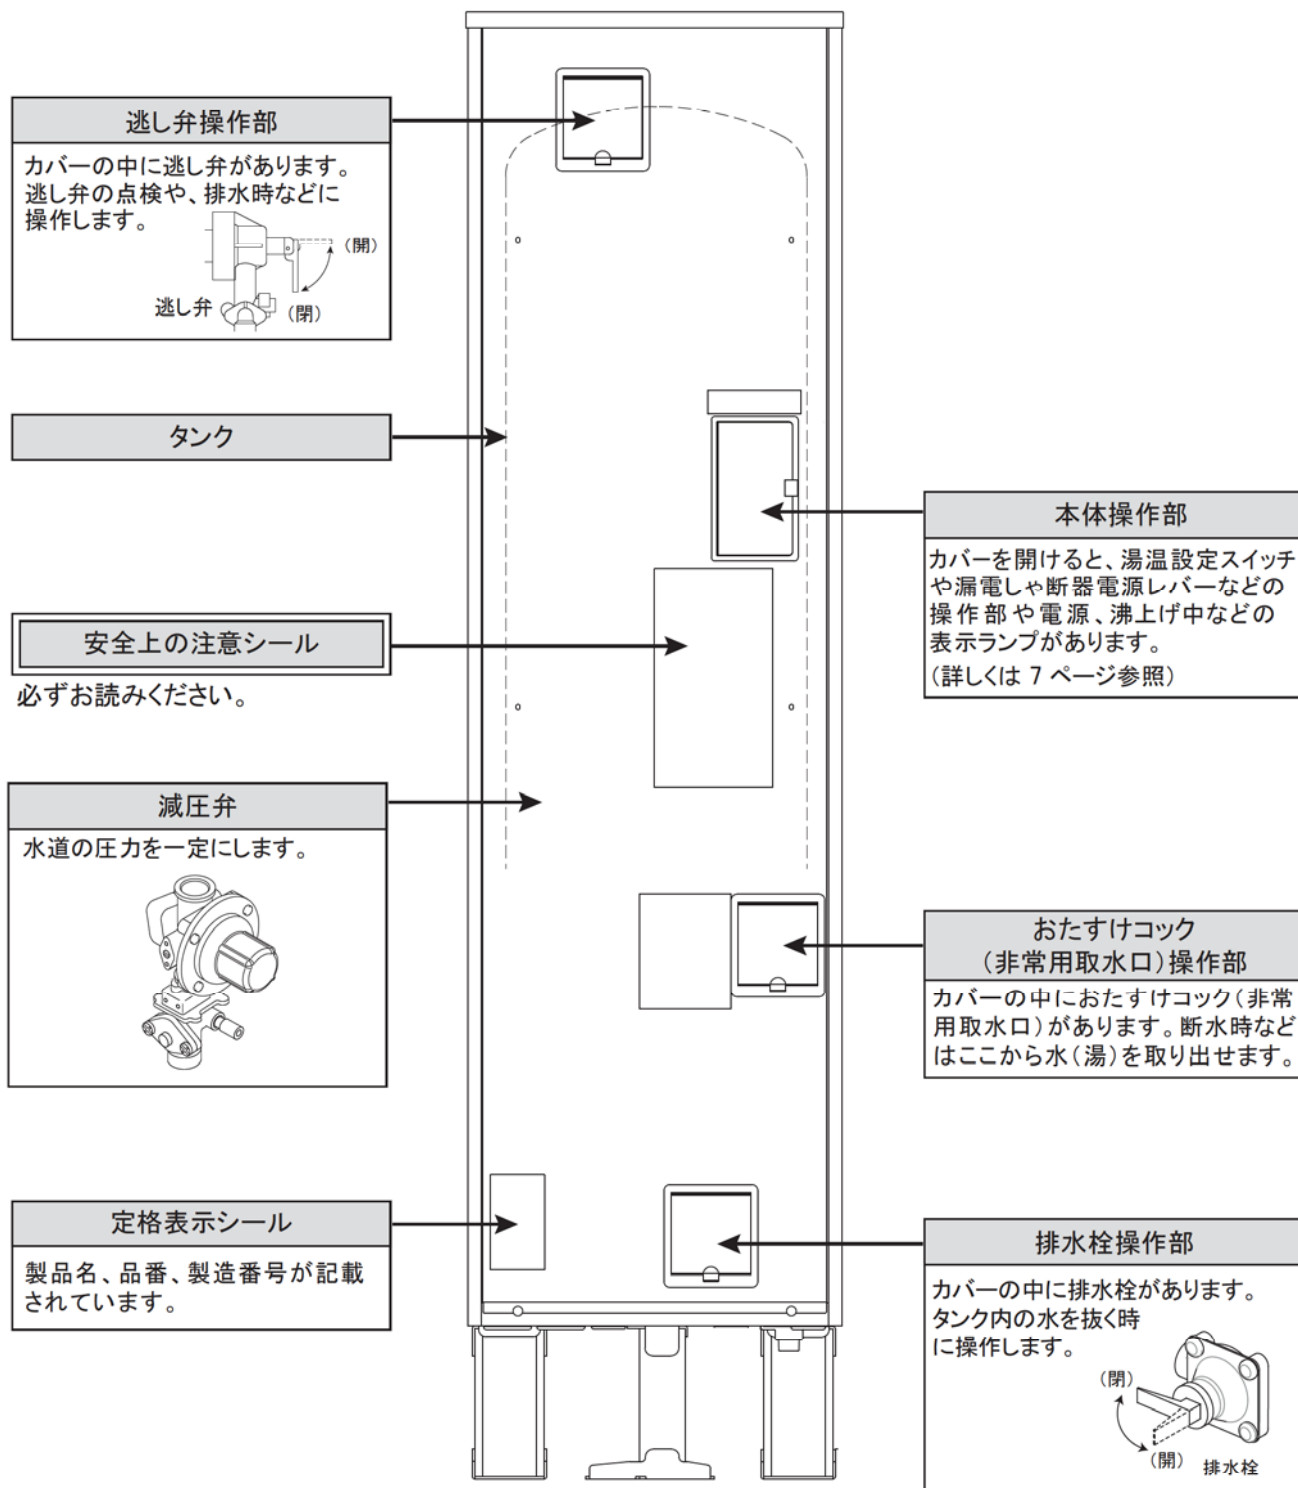 逃し弁操作部
カバーの中に逃し弁があります。
逃し弁の点検や、排水時などに
操作します。
(開)
逃し弁
(閉)
タンク
安全上の注意シール
必ずお読みください。
減圧弁
水道の圧力を一定にします。
定格表示シール
製品名、品番、製造番号が記載
されています。
本体操作部
カバーを開けると、湯温設定スイッチ
や漏電しゃ断器電源レバーなどの
操作部や電源、沸上げ中などの
表示ランプがあります。
(詳しくは 7 ページ参照)
おたすけコック
(非常用取水口)操作部
カバーの中におたすけコック(非常
用取水口)があります。断水時など
はここから水(湯)を取り出せます。
排水栓操作部
カバーの中に排水栓があります。
タンク内の水を抜く時
に操作します。
(閉)
(開)
排水栓